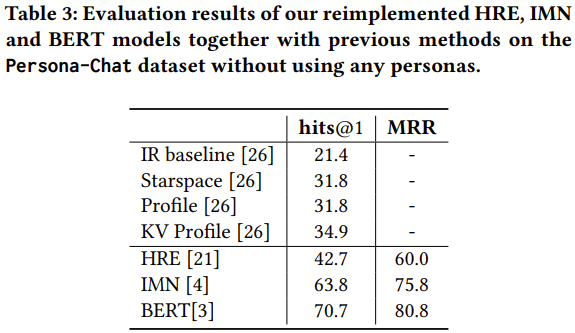 Table 3: Evaluation results of our reimplemented HRE, IMN
and BERT models together with previous methods on the
Persona-Chat dataset without using any personas.
hits@1 MRR
IR baseline [26] 21.4 -
Starspace [26] 31.8 -
Profile [26] 31.8 -
KV Profile [26] 34.9 -
HRE [21] 42.7 60.0
IMN [4] 63.8 75.8
BERT[3] 70.7 80.8